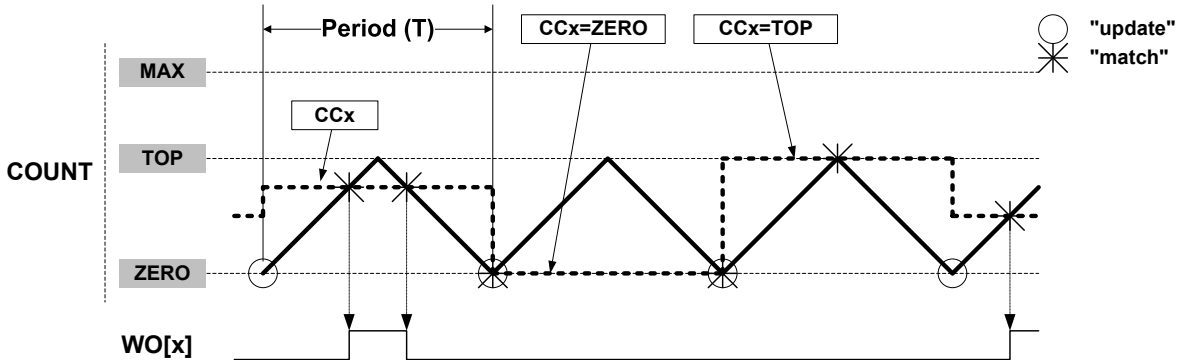 Period (T)
CCx=ZERO
CCx=TOP
"update"
"match"
MAX
CCx
TOP
COUNT
ZERO
WO[x]